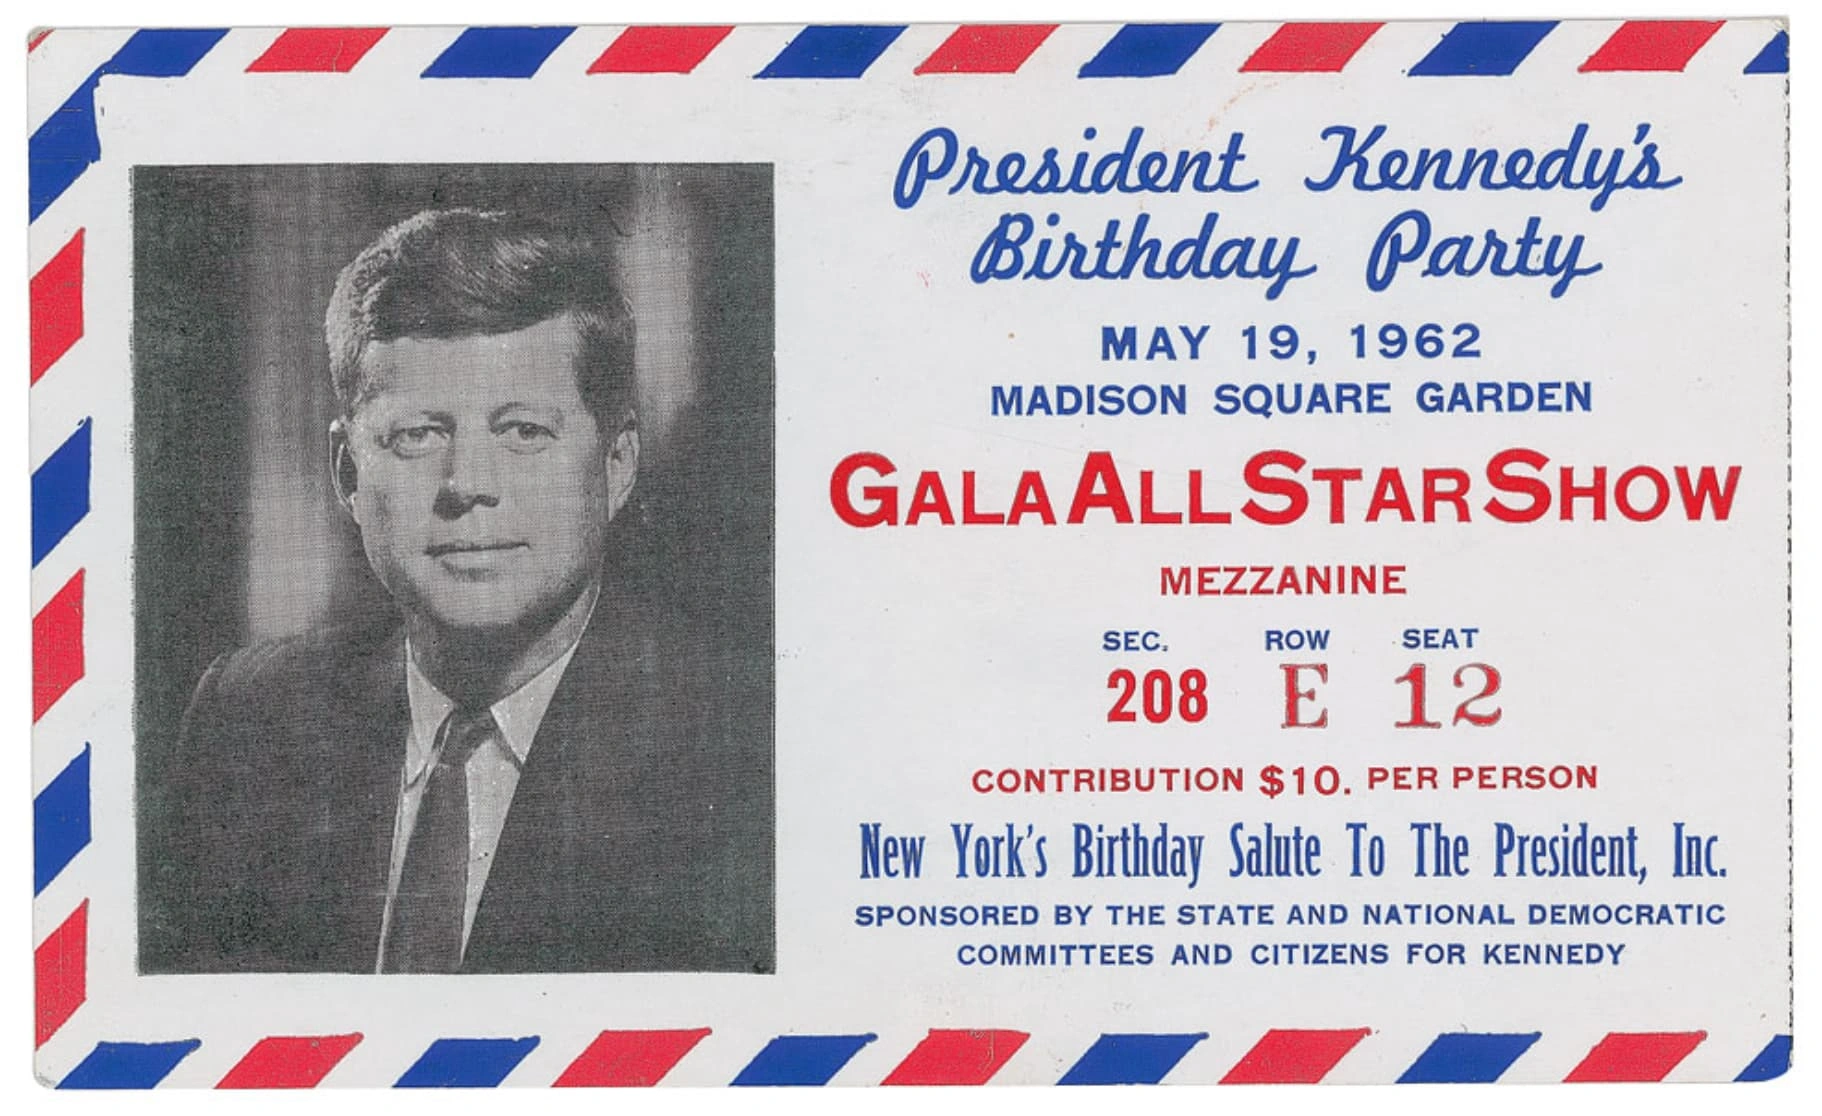 President Kennedy's
Birthday Party
MAY 19, 1962
MADISON SQUARE GARDEN
GALA ALL STAR SHOW
MEZZANINE
SEC. ROW SEAT
208 E 12
CONTRIBUTION $10. PER PERSON
New York's Birthday Salute To The President, Inc.
SPONSORED BY THE STATE AND NATIONAL DEMOCRATIC
COMMITTEES AND CITIZENS FOR KENNEDY